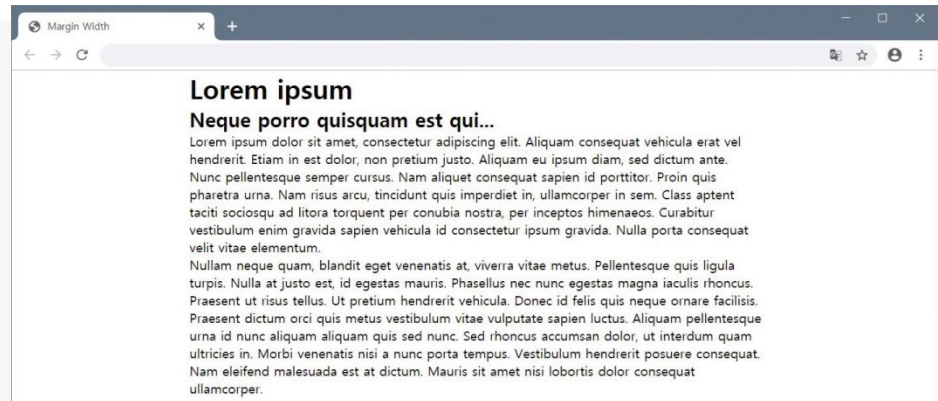 Margin Width
Lorem ipsum
Neque porro quisquam est qui...
Lorem ipsum dolor sit amet, consectetur adipiscing elit. Aliquam consequat vehicula erat vel
hendrerit. Etiam in est dolor, non pretium justo. Aliquam eu ipsum diam, sed dictum ante.
Nunc pellentesque semper cursus. Nam aliquet consequat sapien id porttitor. Proin quis
pharetra urna. Nam risus arcu, tincidunt quis imperdiet in, ullamcorper in sem. Class aptent
taciti sociosqu ad litora torquent per conubia nostra, per inceptos himenaeos. Curabitur
vestibulum enim gravida sapien vehicula id consectetur ipsum gravida. Nulla porta consequat
velit vitae elementum.
Nullam neque quam, blandit eget venenatis at, viverra vitae metus. Pellentesque quis ligula
turpis. Nulla at justo est, id egestas mauris. Phasellus nec nunc egestas magna iaculis rhoncus.
Praesent ut risus tellus. Ut pretium hendrerit vehicula. Donec id felis quis neque ornare facilisis.
Praesent dictum orci quis metus vestibulum vitae vulputate sapien luctus. Aliquam pellentesque
urna id nunc aliquam aliquam quis sed nunc. Sed rhoncus accumsan dolor, ut interdum quam
ultricies in. Morbi venenatis nisi a nunc porta tempus. Vestibulum hendrerit posuere consequat.
Nam eleifend malesuada est at dictum. Mauris sit amet nisi lobortis dolor consequat
ullamcorper.